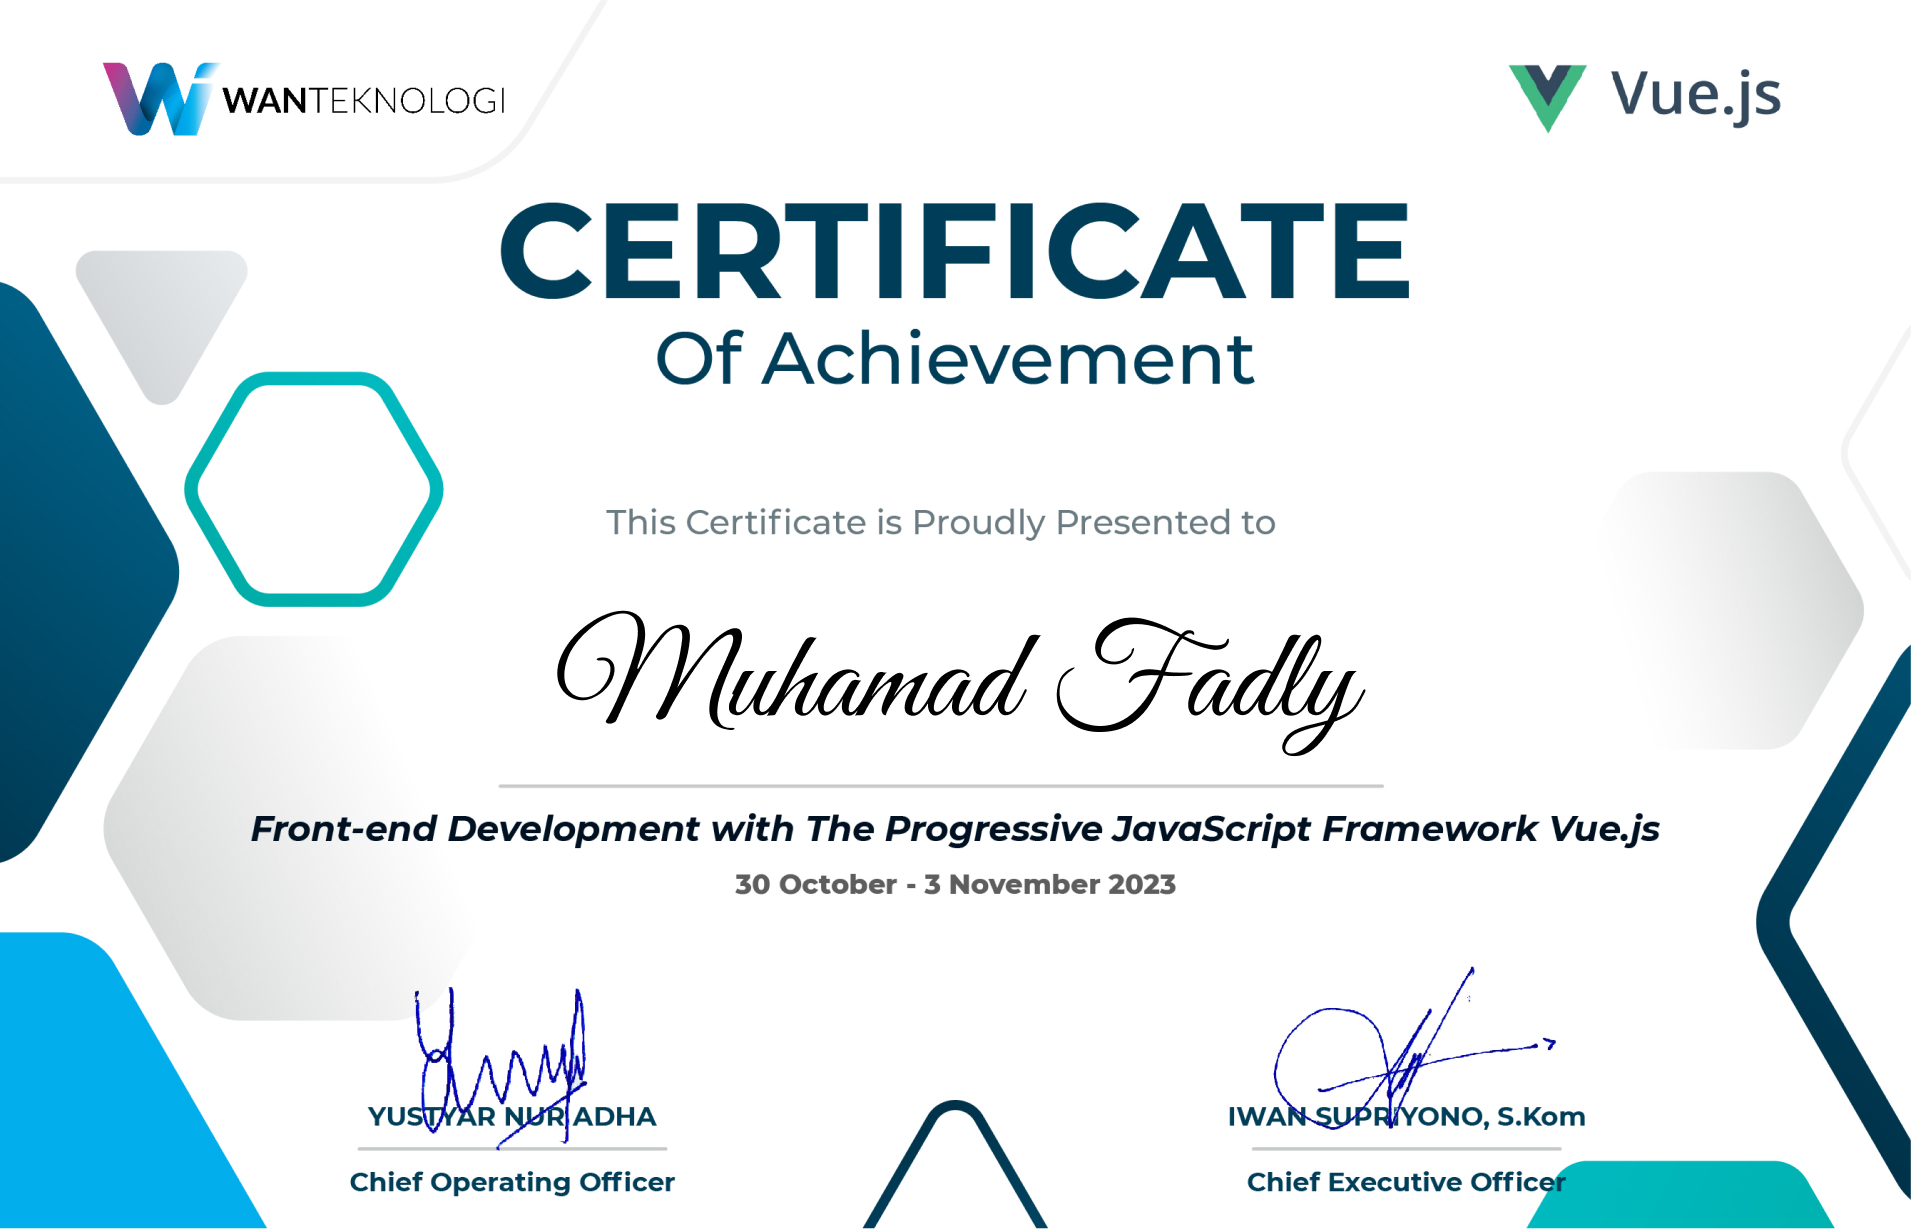 WANTEKNOLOGI
Vue.js
CERTIFICATE
Of Achievement
This Certificate is Proudly Presented to
Muhamad Fadly
Front-end Development with The Progressive JavaScript Framework Vue.js
30 October - 3 November 2023
YUSTYAR NUR ADHA
Chief Operating Officer
IWAN SUPRIYONO, S.Kom
Chief Executive Officer